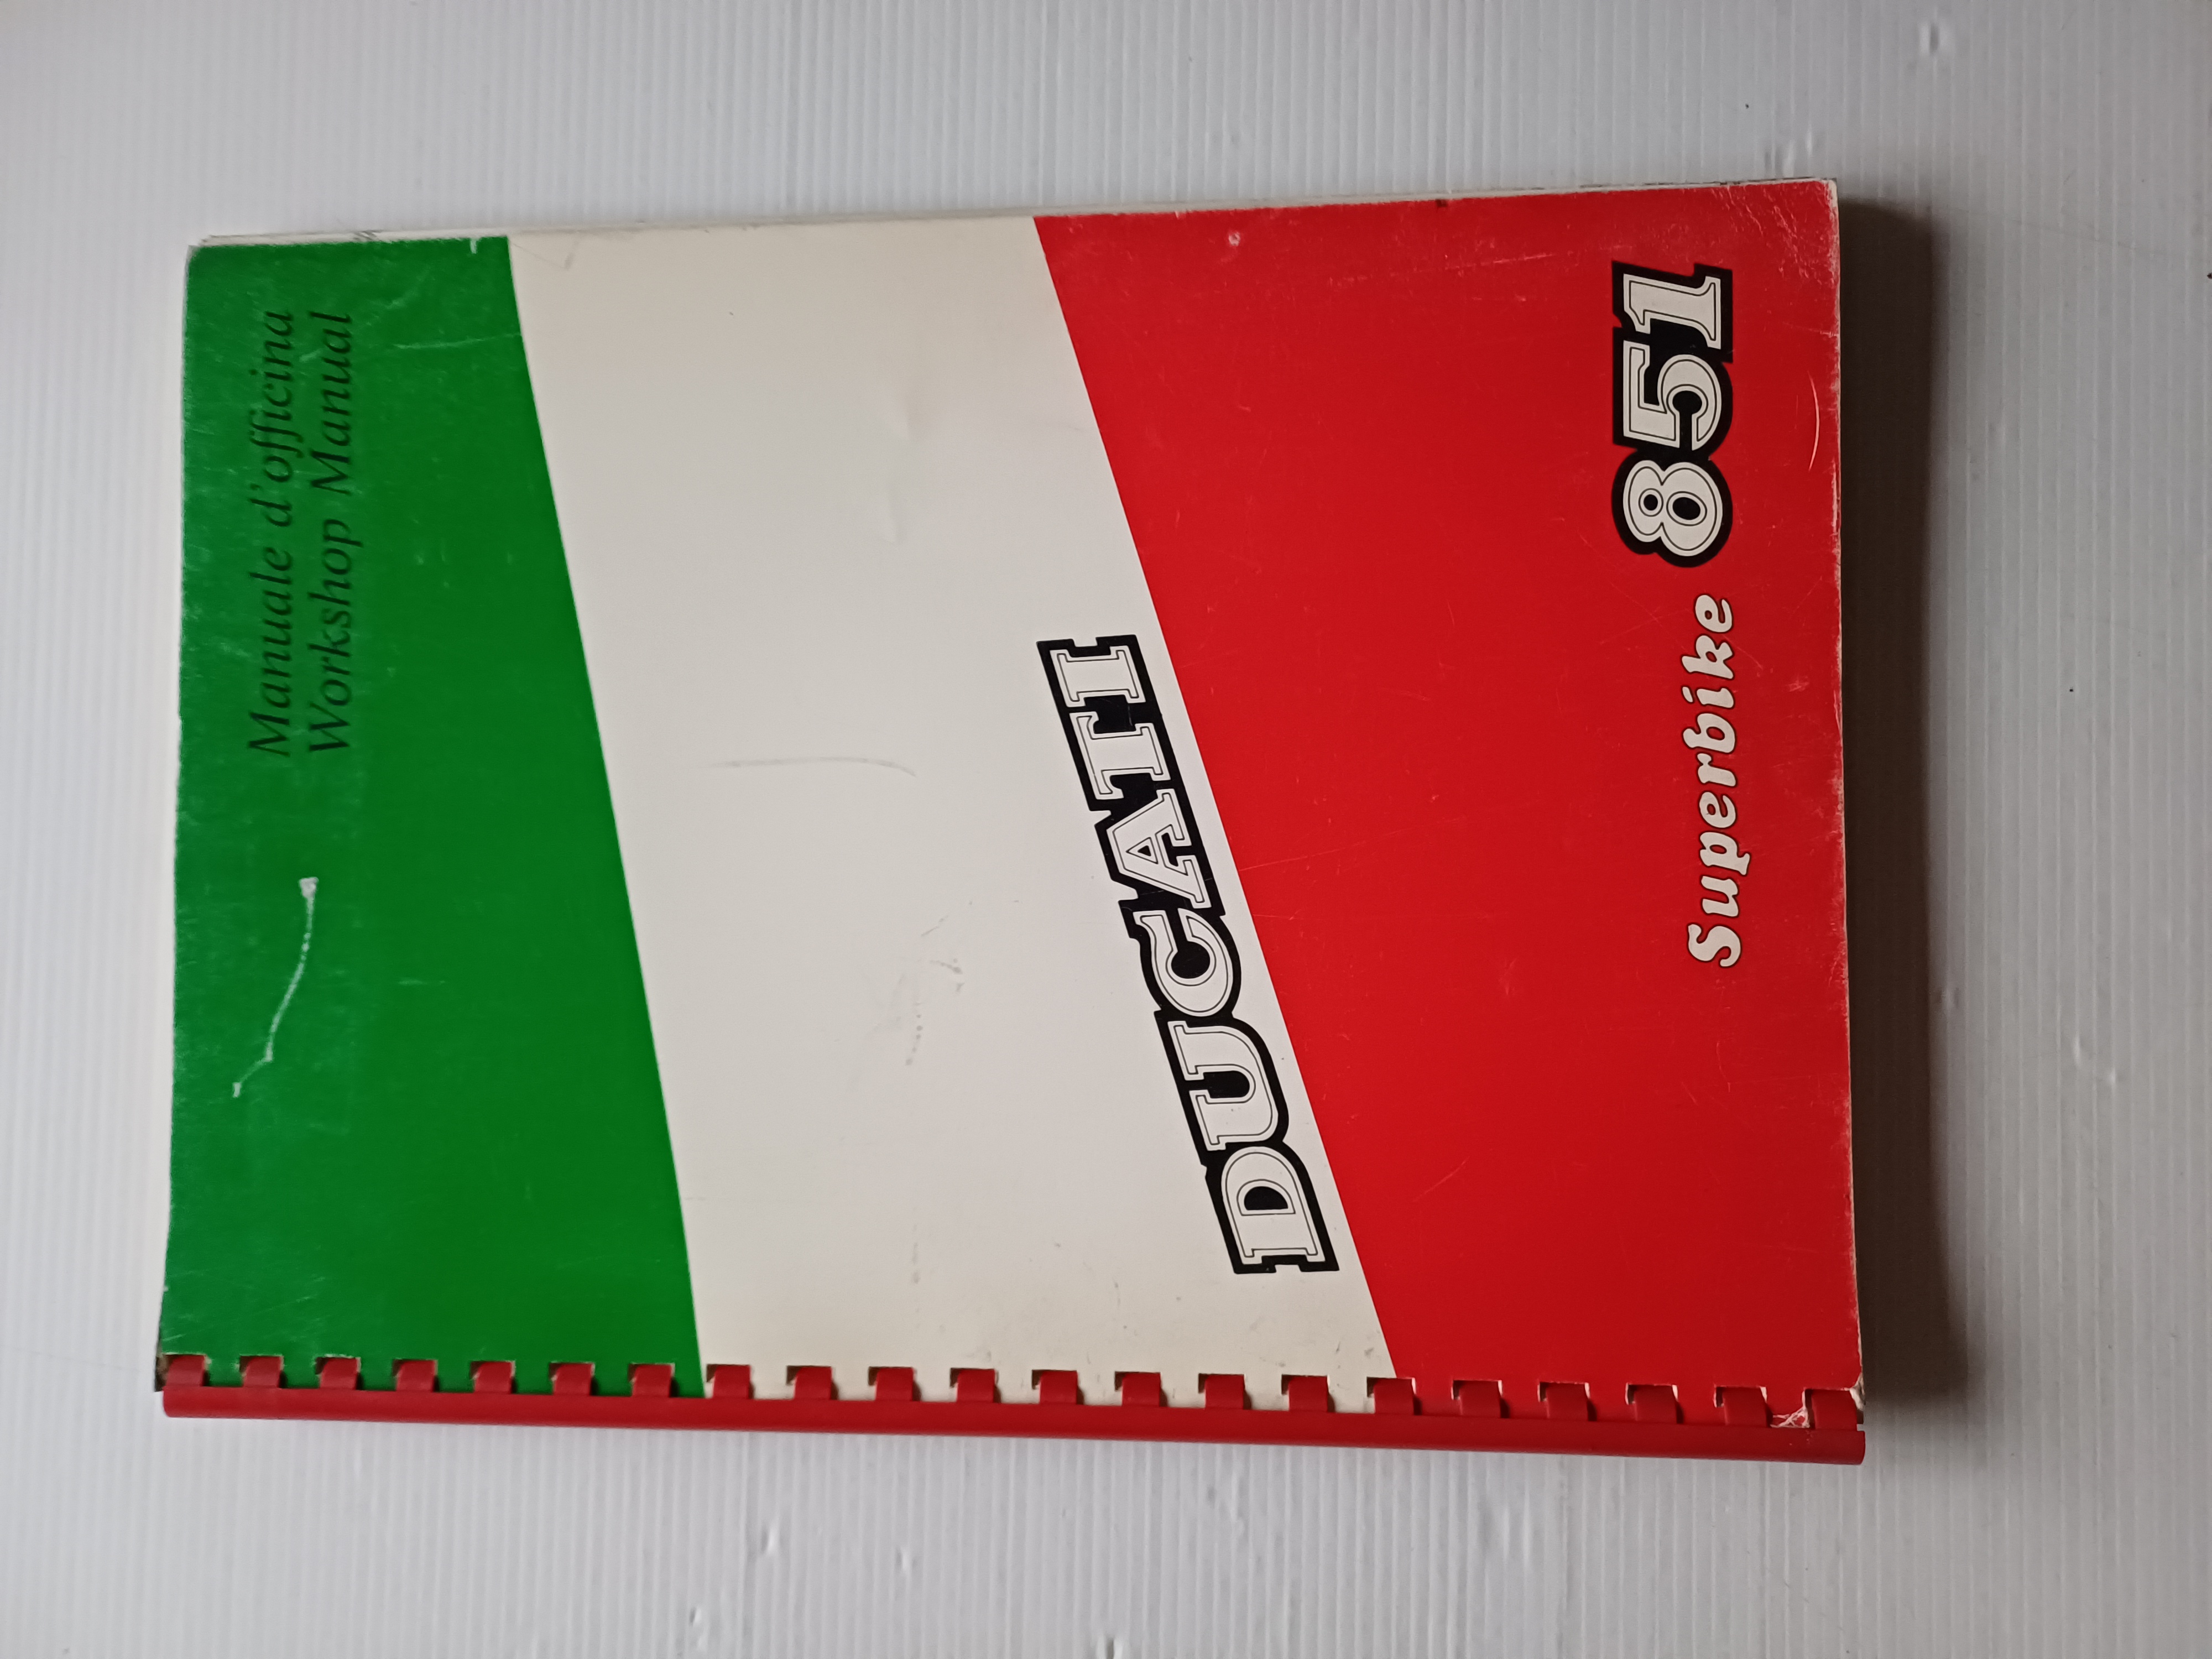 Manuale d'officina
Workshop Manual
DUCATI
Superbike 851